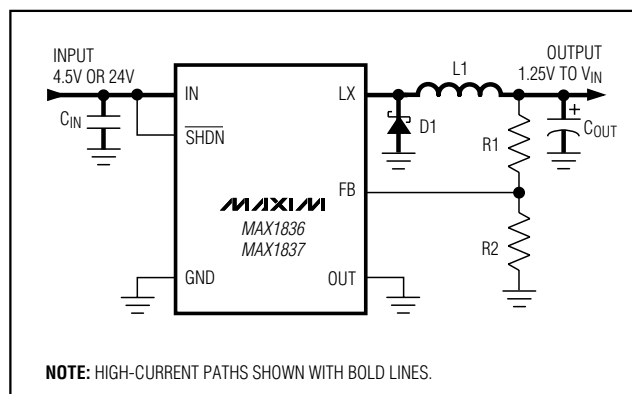 INPUT
4.5V OR 24V
OUTPUT
1.25V TO VIN
L1
IN
LX
CIN
SHDN
D1
R1
COUT
+
FB
MAXIM
MAX1836
MAX1837
R2
GND
OUT
NOTE: HIGH-CURRENT PATHS SHOWN WITH BOLD LINES.